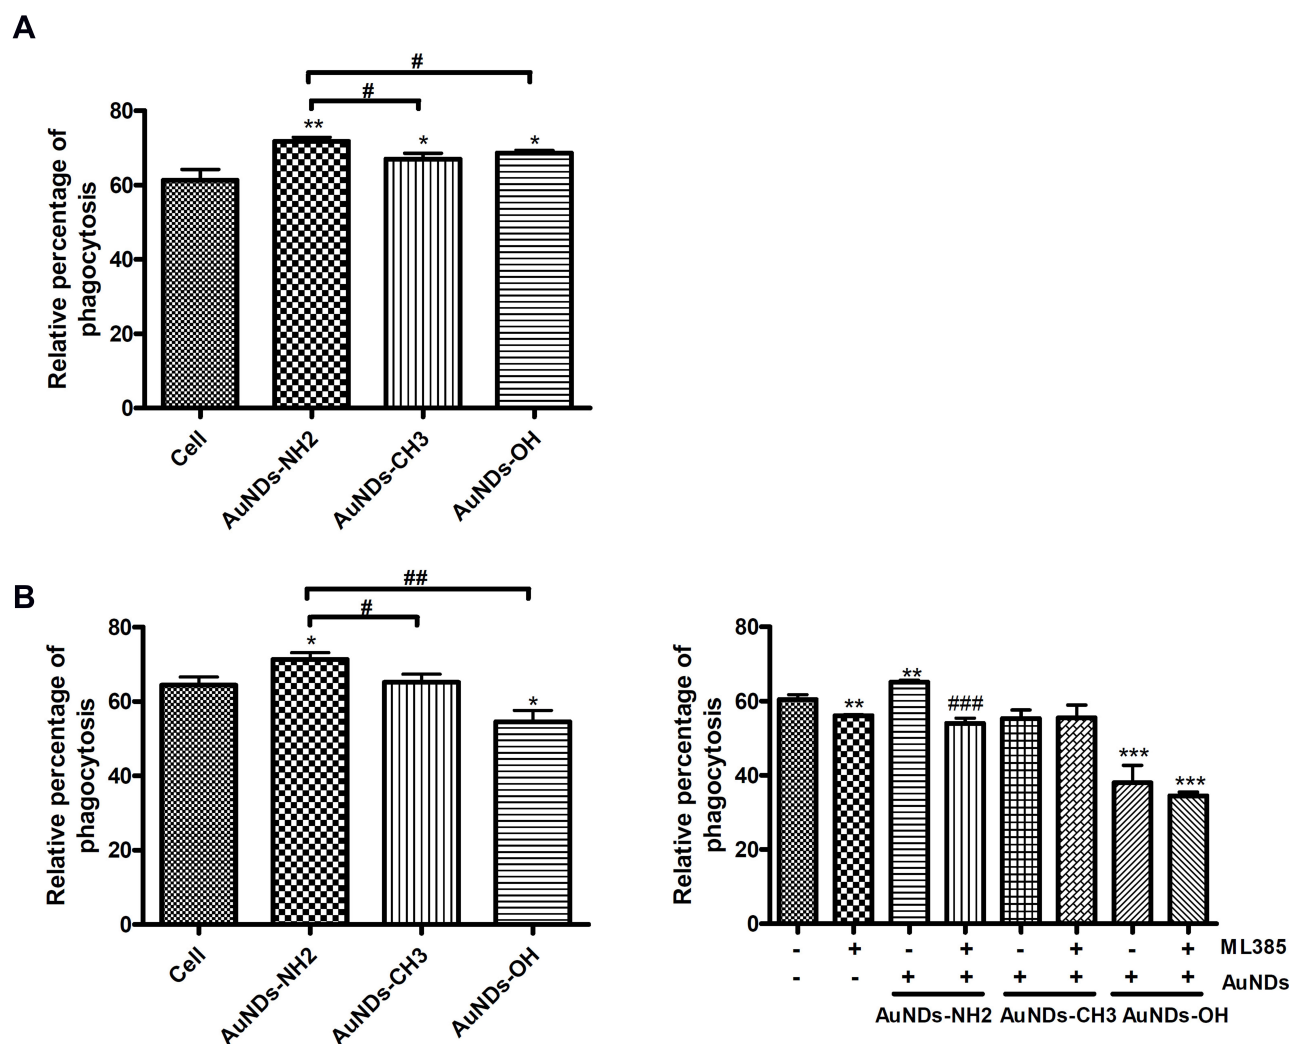 A
Relative percentage of
phagocytosis
80
60
40
20
0
#
#
**
*
*
Cell
AuNDs-NH2
AuNDs-CH3
AuNDs-OH
B
Relative percentage of
phagocytosis
80
60
40
20
0
##
#
*
*
Cell
AuNDs-NH2
AuNDs-CH3
AuNDs-OH
Relative percentage of
phagocytosis
80
60
40
20
0
**
**
###
***
***
- + - + - + - + ML385
- - + + + + + + AuNDs
AuNDs-NH2 AuNDs-CH3 AuNDs-OH